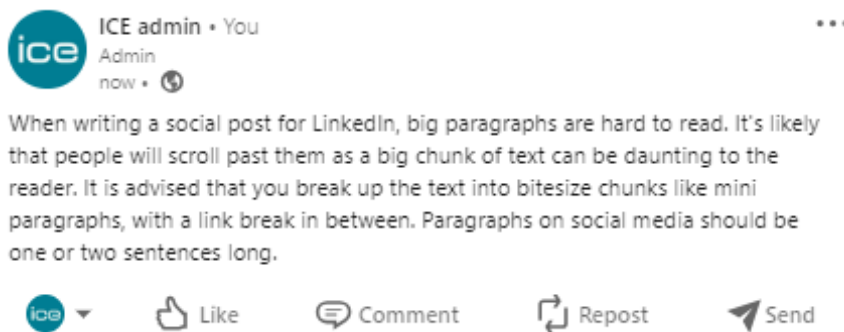 ice
ICE admin • You
Admin
now •
When writing a social post for LinkedIn, big paragraphs are hard to read. It's likely
that people will scroll past them as a big chunk of text can be daunting to the
reader. It is advised that you break up the text into bitesize chunks like mini
paragraphs, with a link break in between. Paragraphs on social media should be
one or two sentences long.
ice Like Comment Repost Send